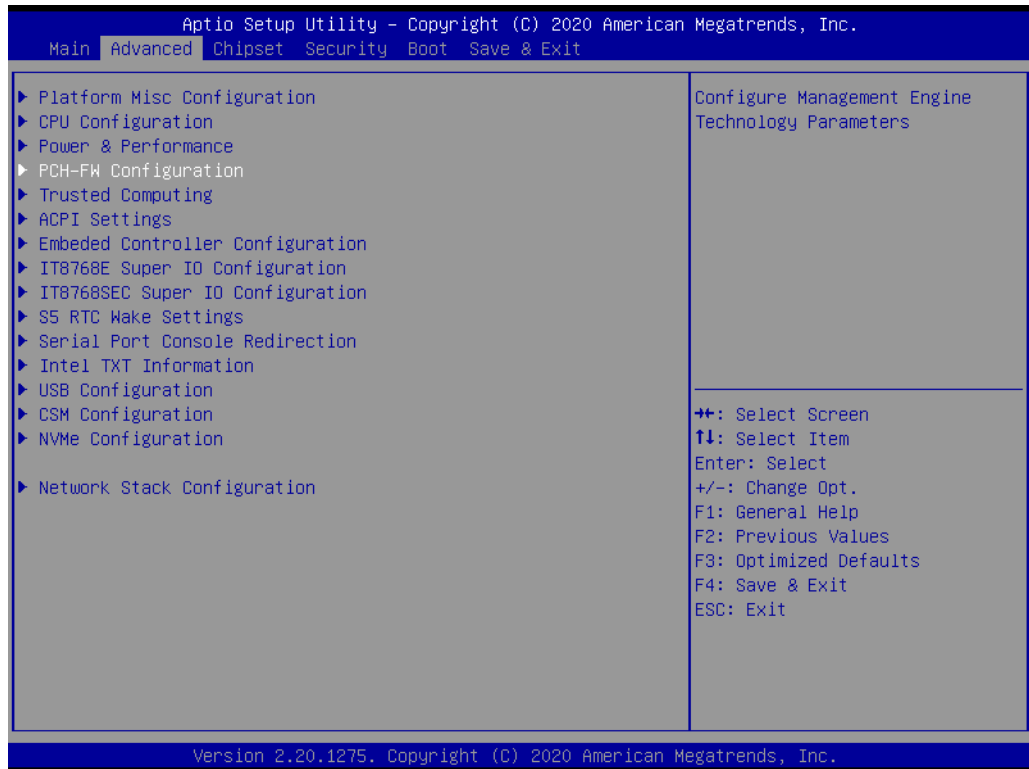 Aptio Setup Utility – Copyright (C) 2020 American Megatrends, Inc.
Main Advanced Chipset Security Boot Save & Exit
▶ Platform Misc Configuration
▶ CPU Configuration
▶ Power & Performance
▶ PCH-FW Configuration
▶ Trusted Computing
▶ ACPI Settings
▶ Embeded Controller Configuration
▶ IT8768E Super IO Configuration
▶ IT8768SEC Super IO Configuration
▶ S5 RTC Wake Settings
▶ Serial Port Console Redirection
▶ Intel TXT Information
▶ USB Configuration
▶ CSM Configuration
▶ NVMe Configuration
▶ Network Stack Configuration
Configure Management Engine
Technology Parameters
→←: Select Screen
↑↓: Select Item
Enter: Select
+/-: Change Opt.
F1: General Help
F2: Previous Values
F3: Optimized Defaults
F4: Save & Exit
ESC: Exit
Version 2.20.1275. Copyright (C) 2020 American Megatrends, Inc.